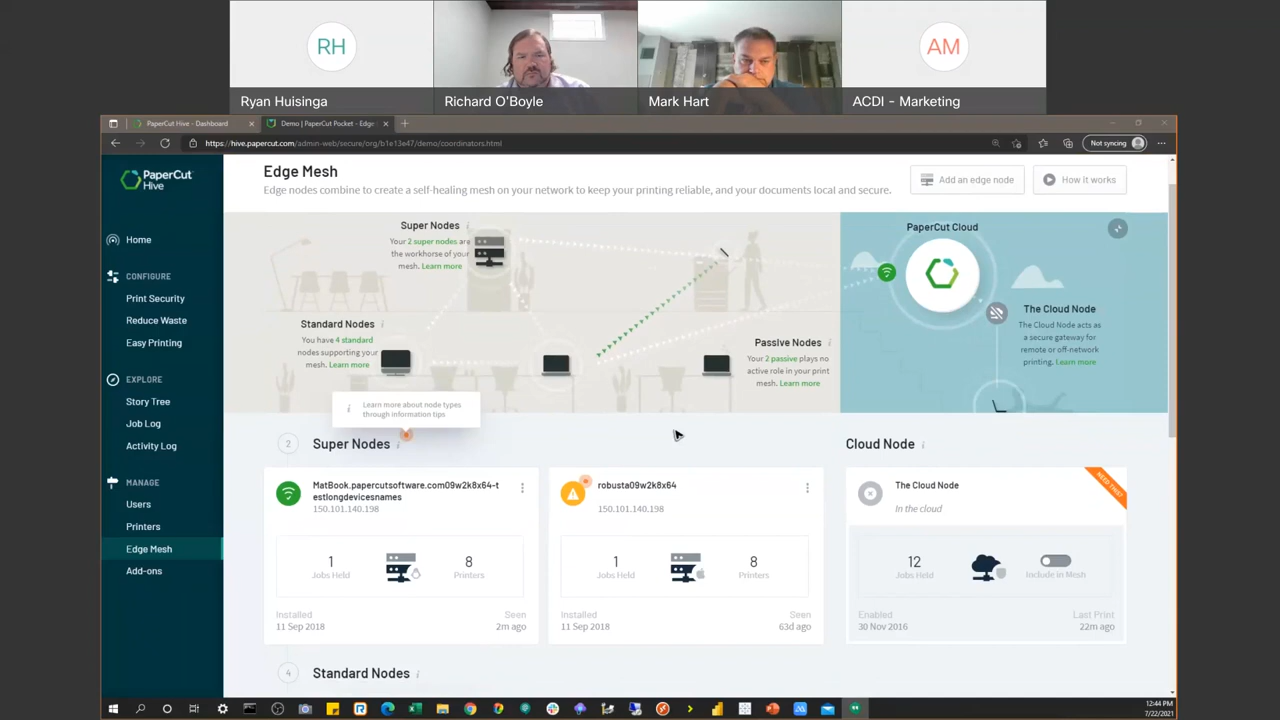 RH
Ryan Huisinga
Richard O'Boyle
Mark Hart
AM
ACDI - Marketing
PaperCut Hive - Dashboard
Demo | PaperCut Pocket - Edge
https://hive.papercut.com/admin-web/secure/org/b1e13e47/demo/coordinators.html
Not syncing
PaperCut
Hive
Home
CONFIGURE
Print Security
Reduce Waste
Easy Printing
EXPLORE
Story Tree
Job Log
Activity Log
MANAGE
Users
Printers
Edge Mesh
Add-ons
Edge Mesh
Edge nodes combine to create a self-healing mesh on your network to keep your printing reliable, and your documents local and secure.
Add an edge node
How it works
Super Nodes
Your 2 super nodes are
the workhorse of your
mesh. Learn more
Standard Nodes
You have 4 standard
nodes supporting your
mesh. Learn more
Passive Nodes
Your 2 passive plays no
active role in your print
mesh. Learn more
PaperCut Cloud
The Cloud Node
The Cloud Node acts as
a secure gateway for
remote or off-network
printing. Learn more
Learn more about node types
through information tips
2 Super Nodes
MatBook.papercutsoftware.com09w2k8x64-t
estlongdevicesnames
150.101.140.198
1
Jobs Held
8
Printers
Installed
11 Sep 2018
Seen
2m ago
robusta09w2k8x64
150.101.140.198
1
Jobs Held
8
Printers
Installed
11 Sep 2018
Seen
63d ago
Cloud Node
The Cloud Node
In the cloud
NEED THIS?
12
Jobs Held
Include in Mesh
Enabled
30 Nov 2016
Last Print
22m ago
4 Standard Nodes
12:44 PM
7/22/2021